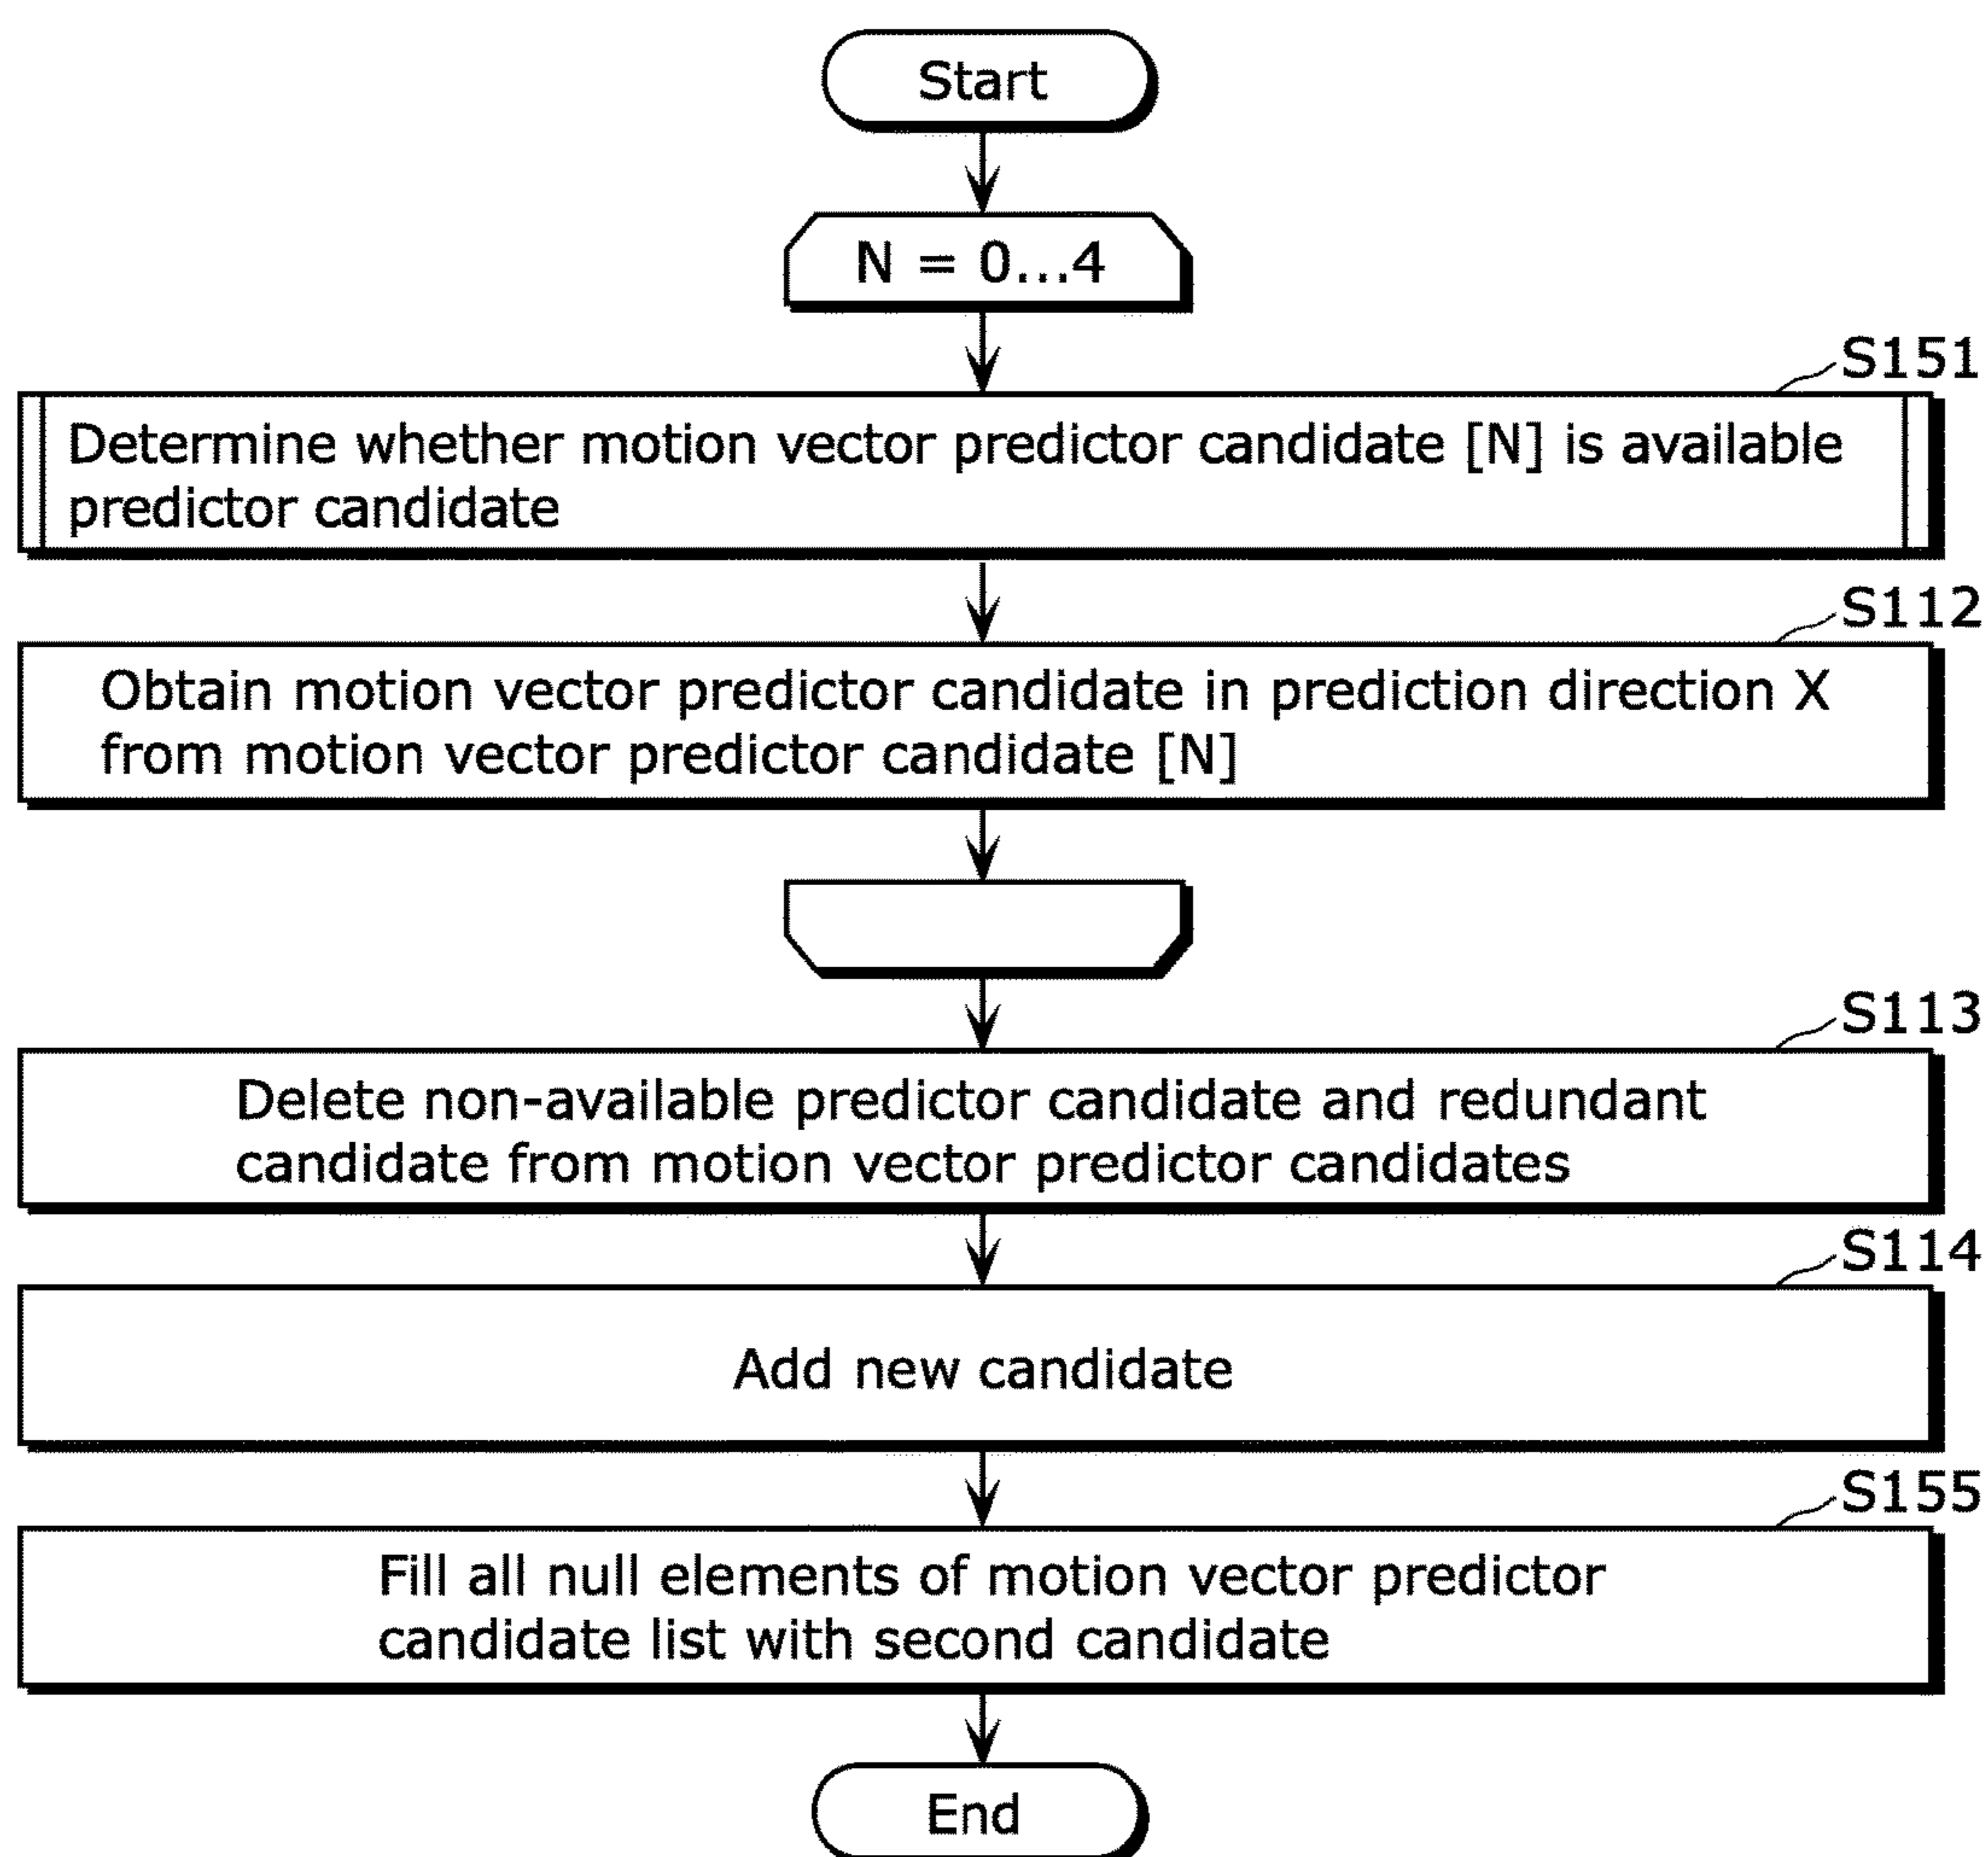 Start
N = 0...4
S151
Determine whether motion vector predictor candidate [N] is available
predictor candidate
S112
Obtain motion vector predictor candidate in prediction direction X
from motion vector predictor candidate [N]
S113
Delete non-available predictor candidate and redundant
candidate from motion vector predictor candidates
S114
Add new candidate
S155
Fill all null elements of motion vector predictor
candidate list with second candidate
End